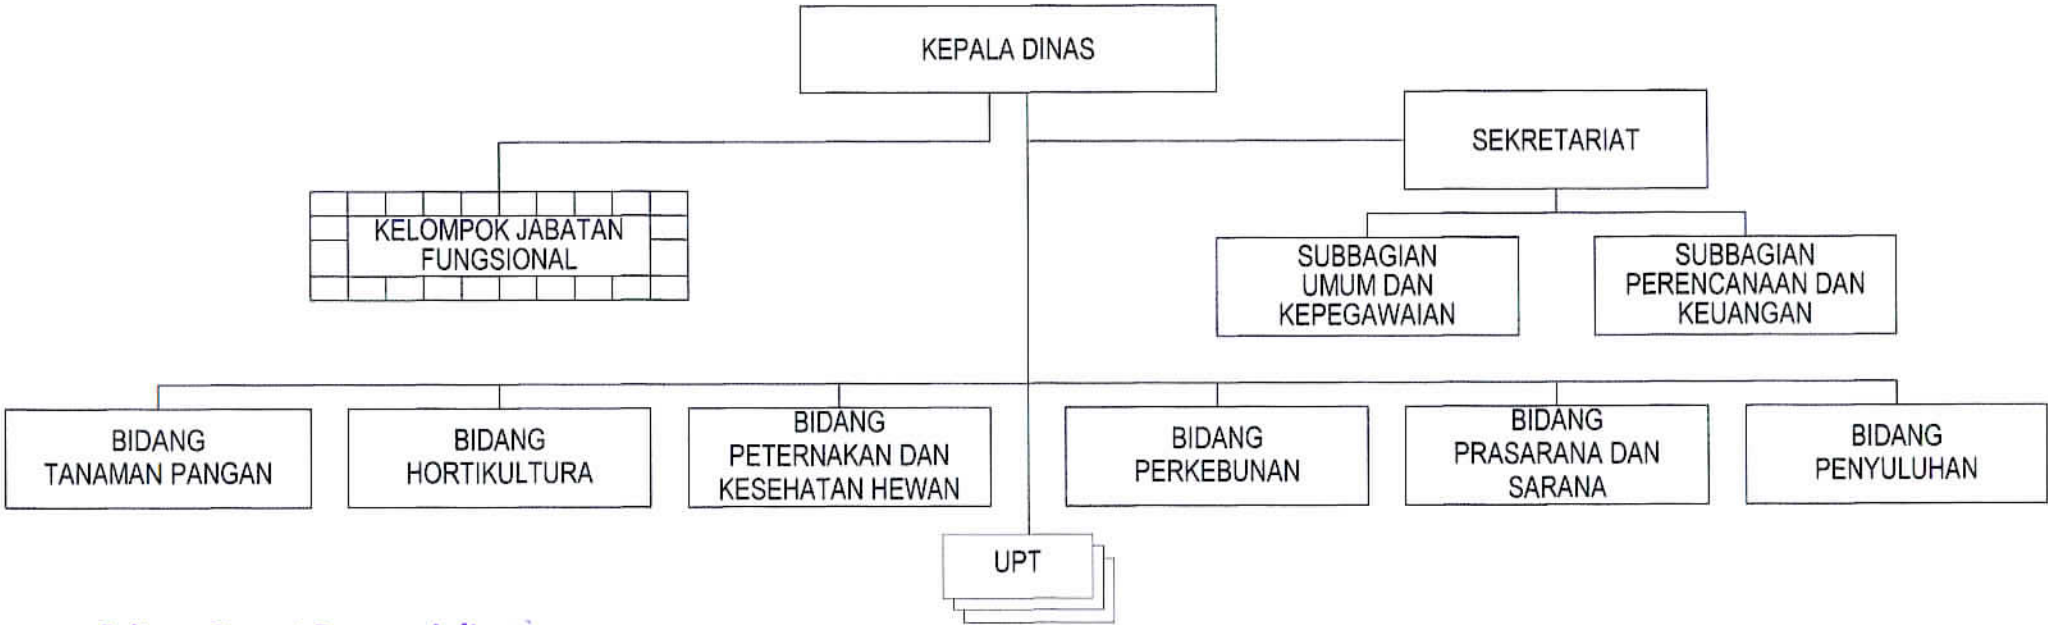 KEPALA DINAS
SEKRETARIAT
KELOMPOK JABATAN
FUNGSIONAL
SUBBAGIAN
UMUM DAN
KEPEGAWAIAN
SUBBAGIAN
PERENCANAAN DAN
KEUANGAN
BIDANG
TANAMAN PANGAN
BIDANG
HORTIKULTURA
BIDANG
PETERNAKAN DAN
KESEHATAN HEWAN
BIDANG
PERKEBUNAN
BIDANG
PRASARANA DAN
SARANA
BIDANG
PENYULUHAN
UPT